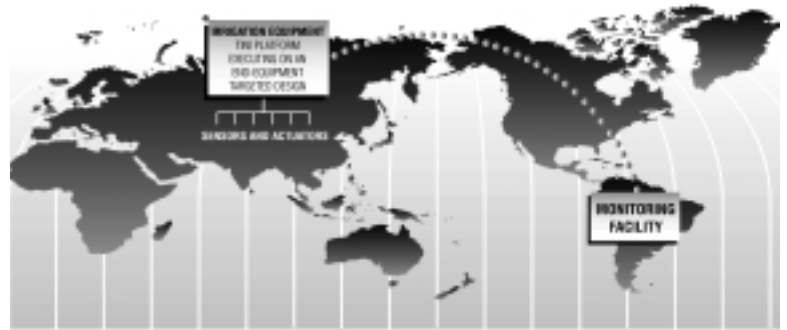 IRRIGATION EQUIPMENT
TINI PLATFORM
EXECUTING ON AN
END-EQUIPMENT
TARGETED DESIGN
SENSORS AND ACTUATORS
MONITORING
FACILITY